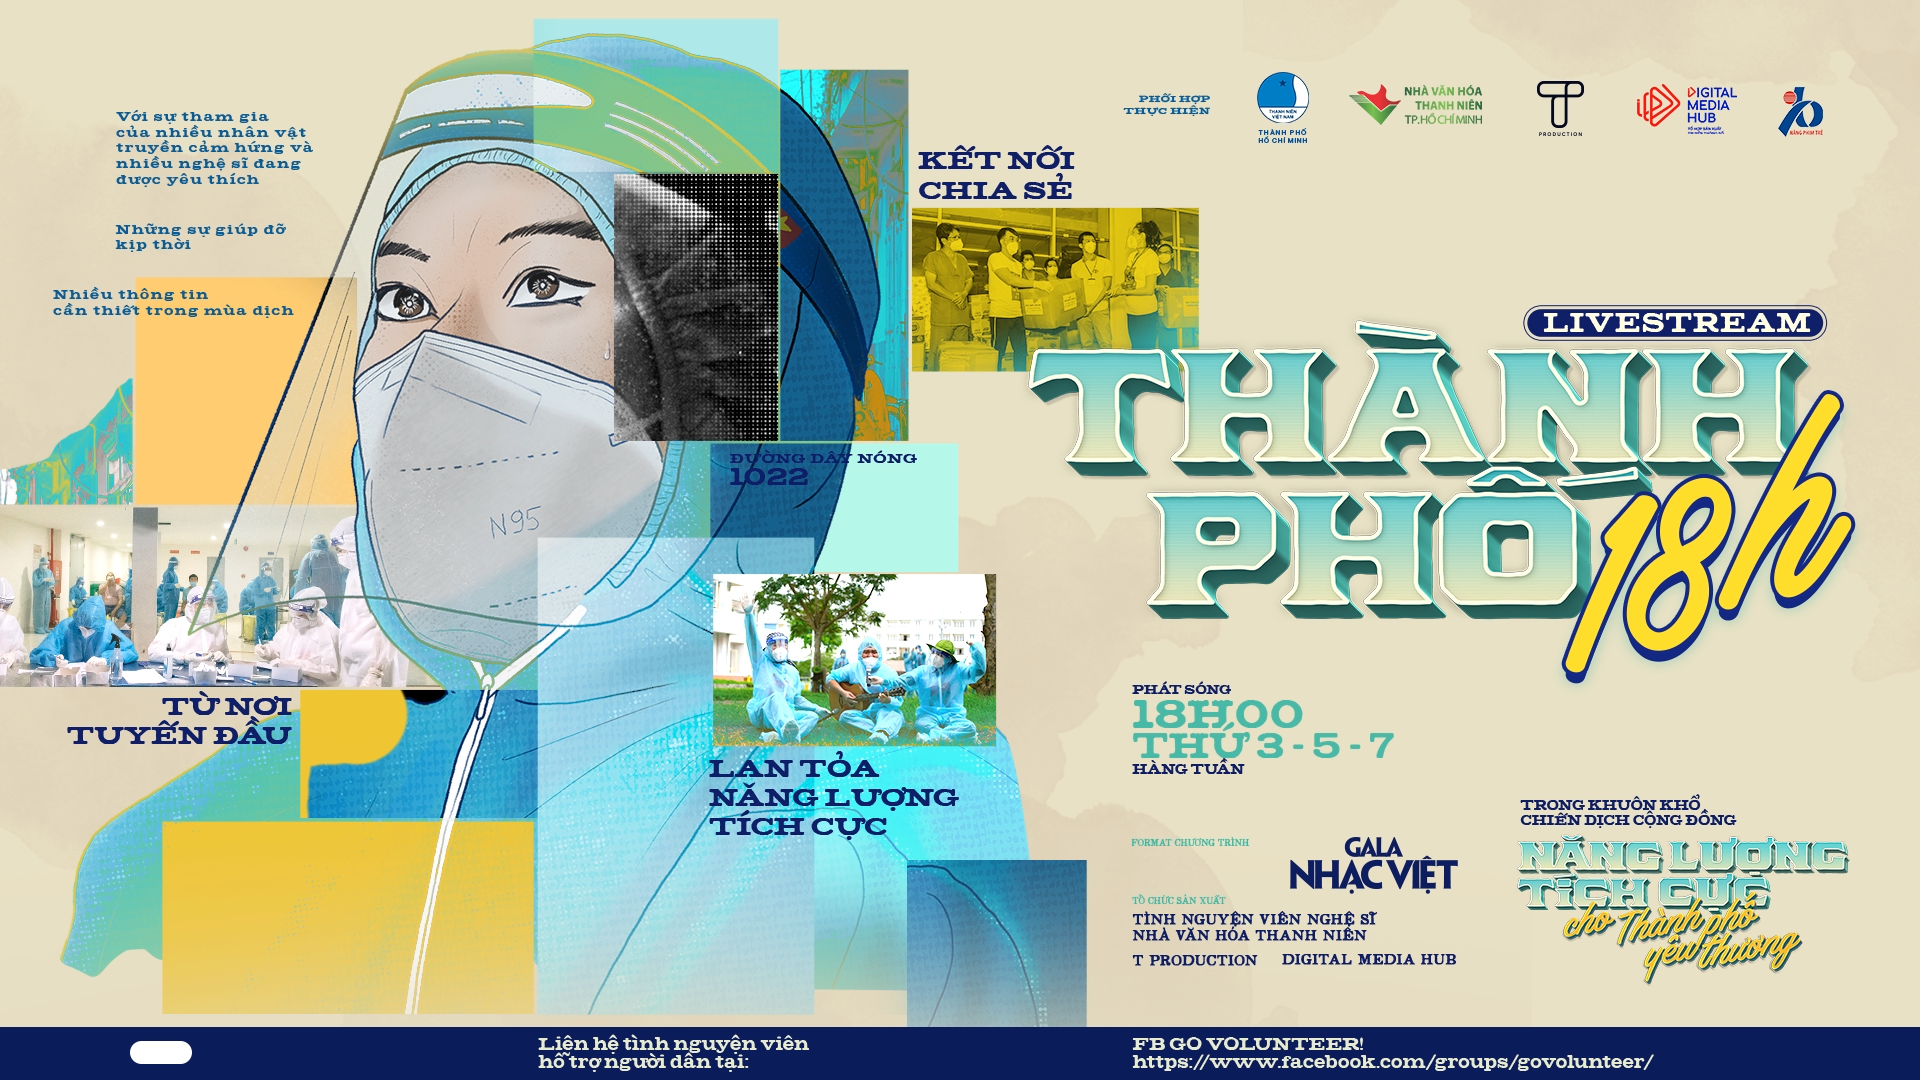 Với sự tham gia
của nhiều nhân vật
truyền cảm hứng và
nhiều nghệ sĩ đang
được yêu thích
Những sự giúp đỡ
kịp thời
Nhiều thông tin
cần thiết trong mùa dịch
PHỐI HỢP
THỰC HIỆN
THANH NIÊN
VIỆT NAM
THÀNH PHỐ
HỒ CHÍ MINH
NHÀ VĂN HÓA
THANH NIÊN
TP.HỒ CHÍ MINH
T
PRODUCTION
DIGITAL
MEDIA
HUB
HÃNG PHIM TRẺ
KẾT NỐI
CHIA SẺ
LIVESTREAM
THÀNH
PHỐ 18h
N95
ĐƯỜNG DÂY NÓNG
1022
TỪ NƠI
TUYẾN ĐẦU
LAN TỎA
NĂNG LƯỢNG
TÍCH CỰC
PHÁT SÓNG
18H00
THỨ 3 - 5 - 7
HÀNG TUẦN
FORMAT CHƯƠNG TRÌNH
GALA
NHẠC VIỆT
TỔ CHỨC SẢN XUẤT
TÌNH NGUYỆN VIÊN NGHỆ SĨ
NHÀ VĂN HÓA THANH NIÊN
T PRODUCTION DIGITAL MEDIA HUB
TRONG KHUÔN KHỔ
CHIẾN DỊCH CỘNG ĐỒNG
NĂNG LƯỢNG
TÍCH CỰC
cho Thành phố
yêu thương
Liên hệ tình nguyện viên
hỗ trợ người dân tại:
FB GO VOLUNTEER!
https://www.facebook.com/groups/govolunteer/